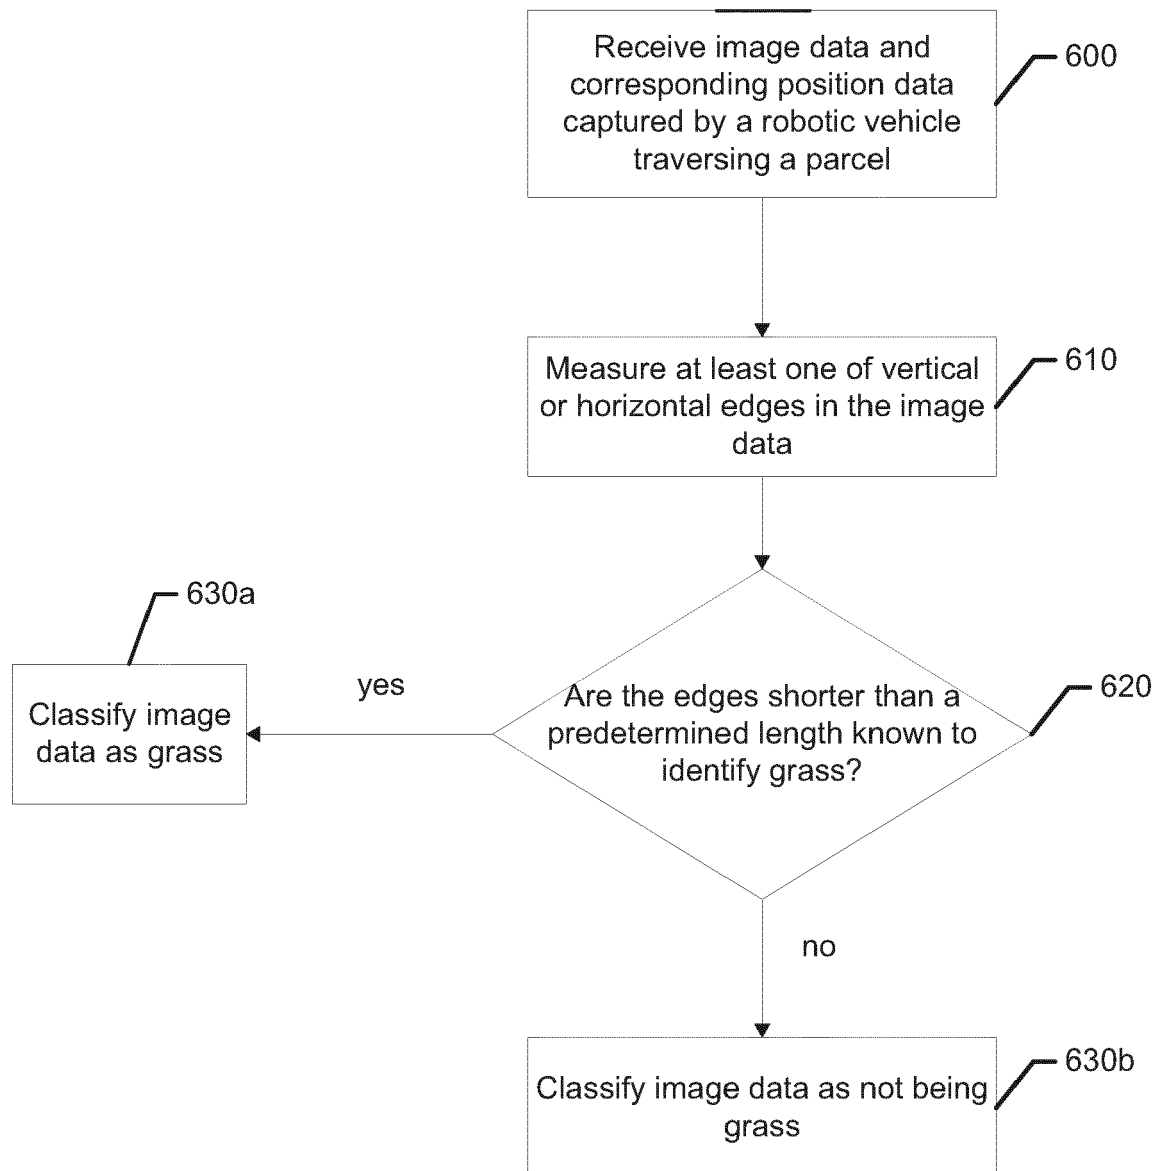 Receive image data and
corresponding position data
captured by a robotic vehicle
traversing a parcel
600
Measure at least one of vertical
or horizontal edges in the image
data
610
630a
Classify image
data as grass
yes
Are the edges shorter than a
predetermined length known to
identify grass?
620
no
Classify image data as not being
grass
630b